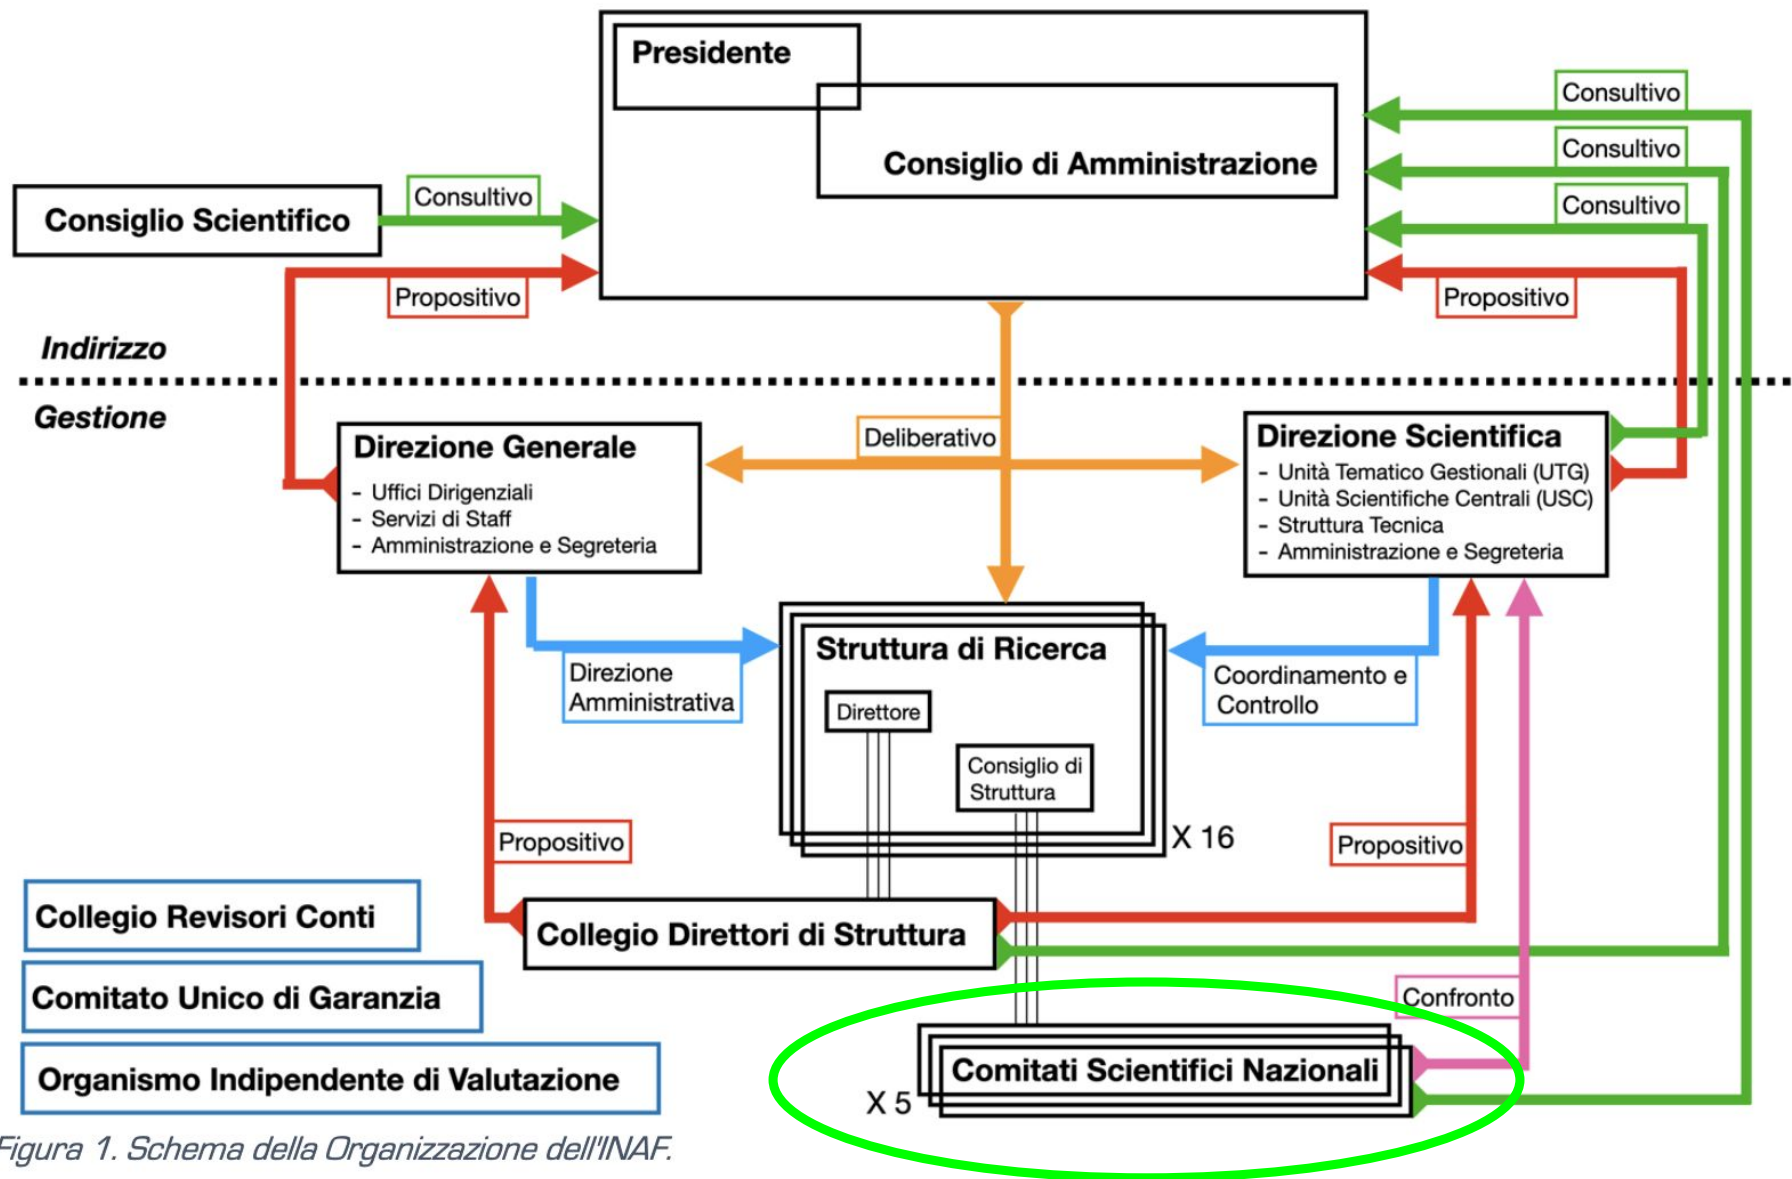 Presidente
Consiglio di Amministrazione
Consultivo
Consultivo
Consultivo
Consiglio Scientifico
Consultivo
Propositivo
Propositivo
Indirizzo
Gestione
Deliberativo
Direzione Generale
- Uffici Dirigenziali
- Servizi di Staff
- Amministrazione e Segreteria
Direzione Scientifica
- Unità Tematico Gestionali (UTG)
- Unità Scientifiche Centrali (USC)
- Struttura Tecnica
- Amministrazione e Segreteria
Direzione
Amministrativa
Struttura di Ricerca
Direttore
Consiglio di
Struttura
X 16
Coordinamento e
Controllo
Propositivo
Propositivo
Collegio Revisori Conti
Collegio Direttori di Struttura
Comitato Unico di Garanzia
Confronto
Organismo Indipendente di Valutazione
Comitati Scientifici Nazionali
X 5
Figura 1. Schema della Organizzazione dell'INAF.